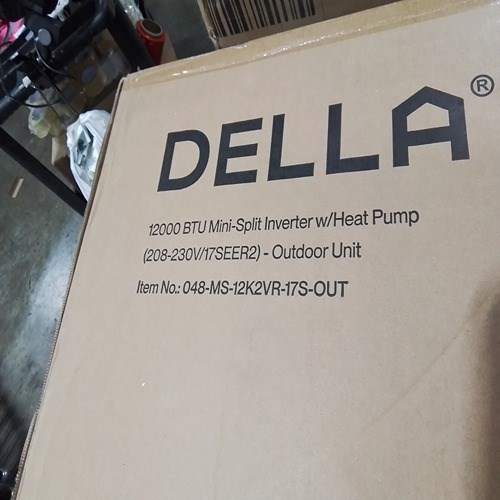 DELLA®
12000 BTU Mini-Split Inverter w/Heat Pump
(208-230V/17SEER2) - Outdoor Unit
Item No.: 048-MS-12K2VR-17S-OUT